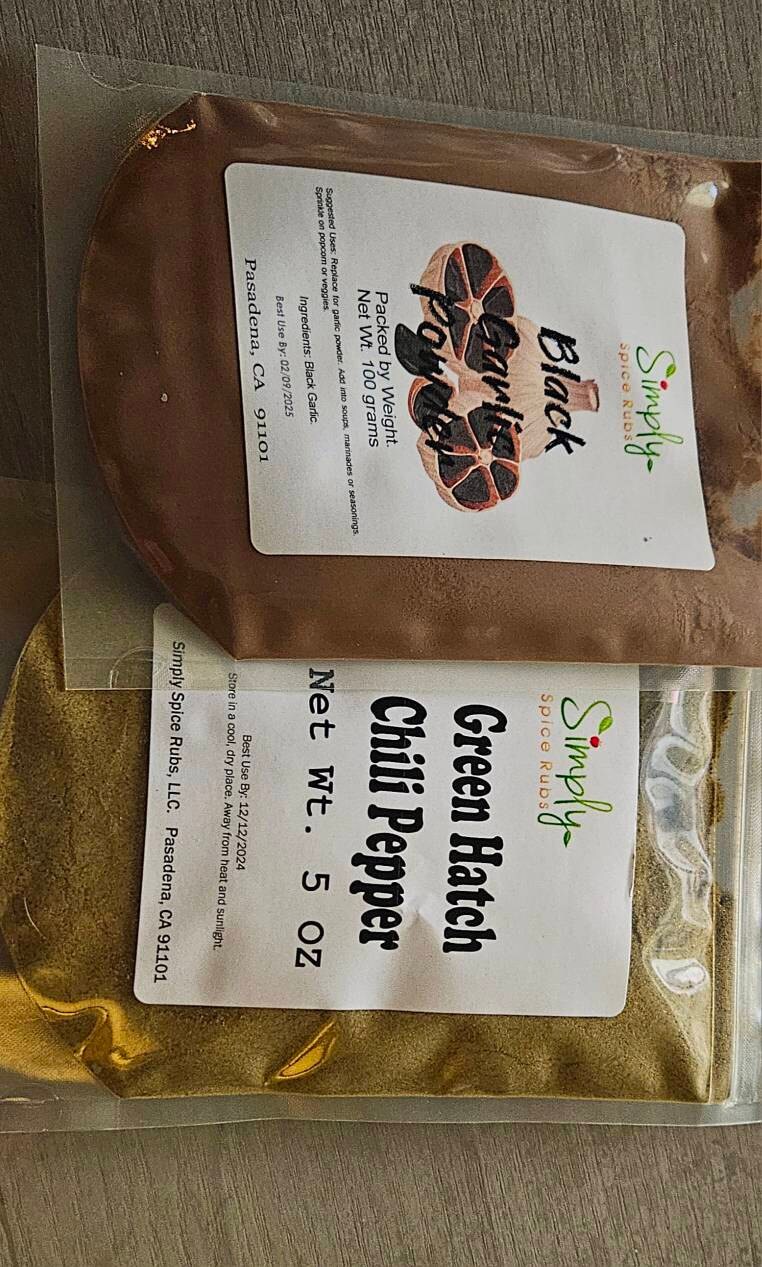 Simply
Spice Rubs
Black
Garlic
Powder
Packed by Weight.
Net Wt. 100 grams
Suggested Uses: Replace for garlic powder. Add into soups, marinades or seasonings.
Sprinkle on popcorn or veggies.
Ingredients: Black Garlic.
Best Use By: 02/09/2025
Pasadena, CA 91101
Simply
Spice Rubs
Green Hatch
Chili Pepper
Net Wt. 5 OZ
Best Use By: 12/12/2024
Store in a cool, dry place. Away from heat and sunlight.
Simply Spice Rubs, LLC. Pasadena, CA 91101